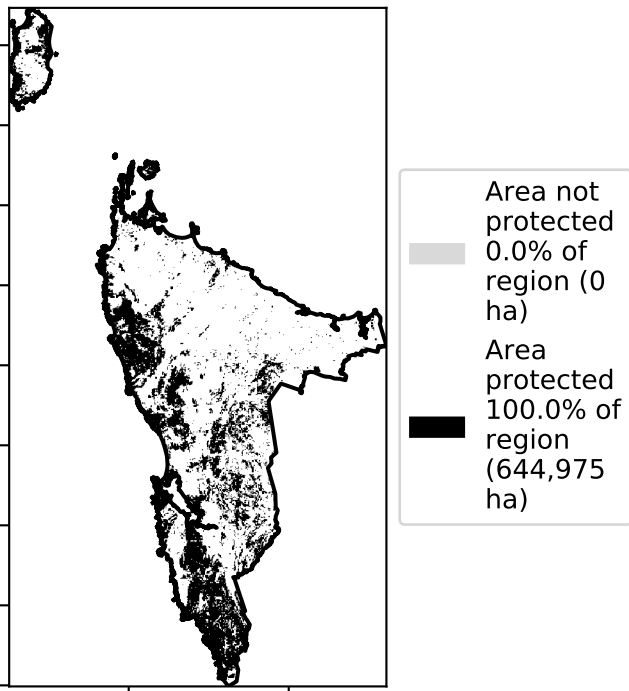 Area not
protected
0.0% of
region (0
ha)
Area
protected
100.0% of
region
(644,975
ha)